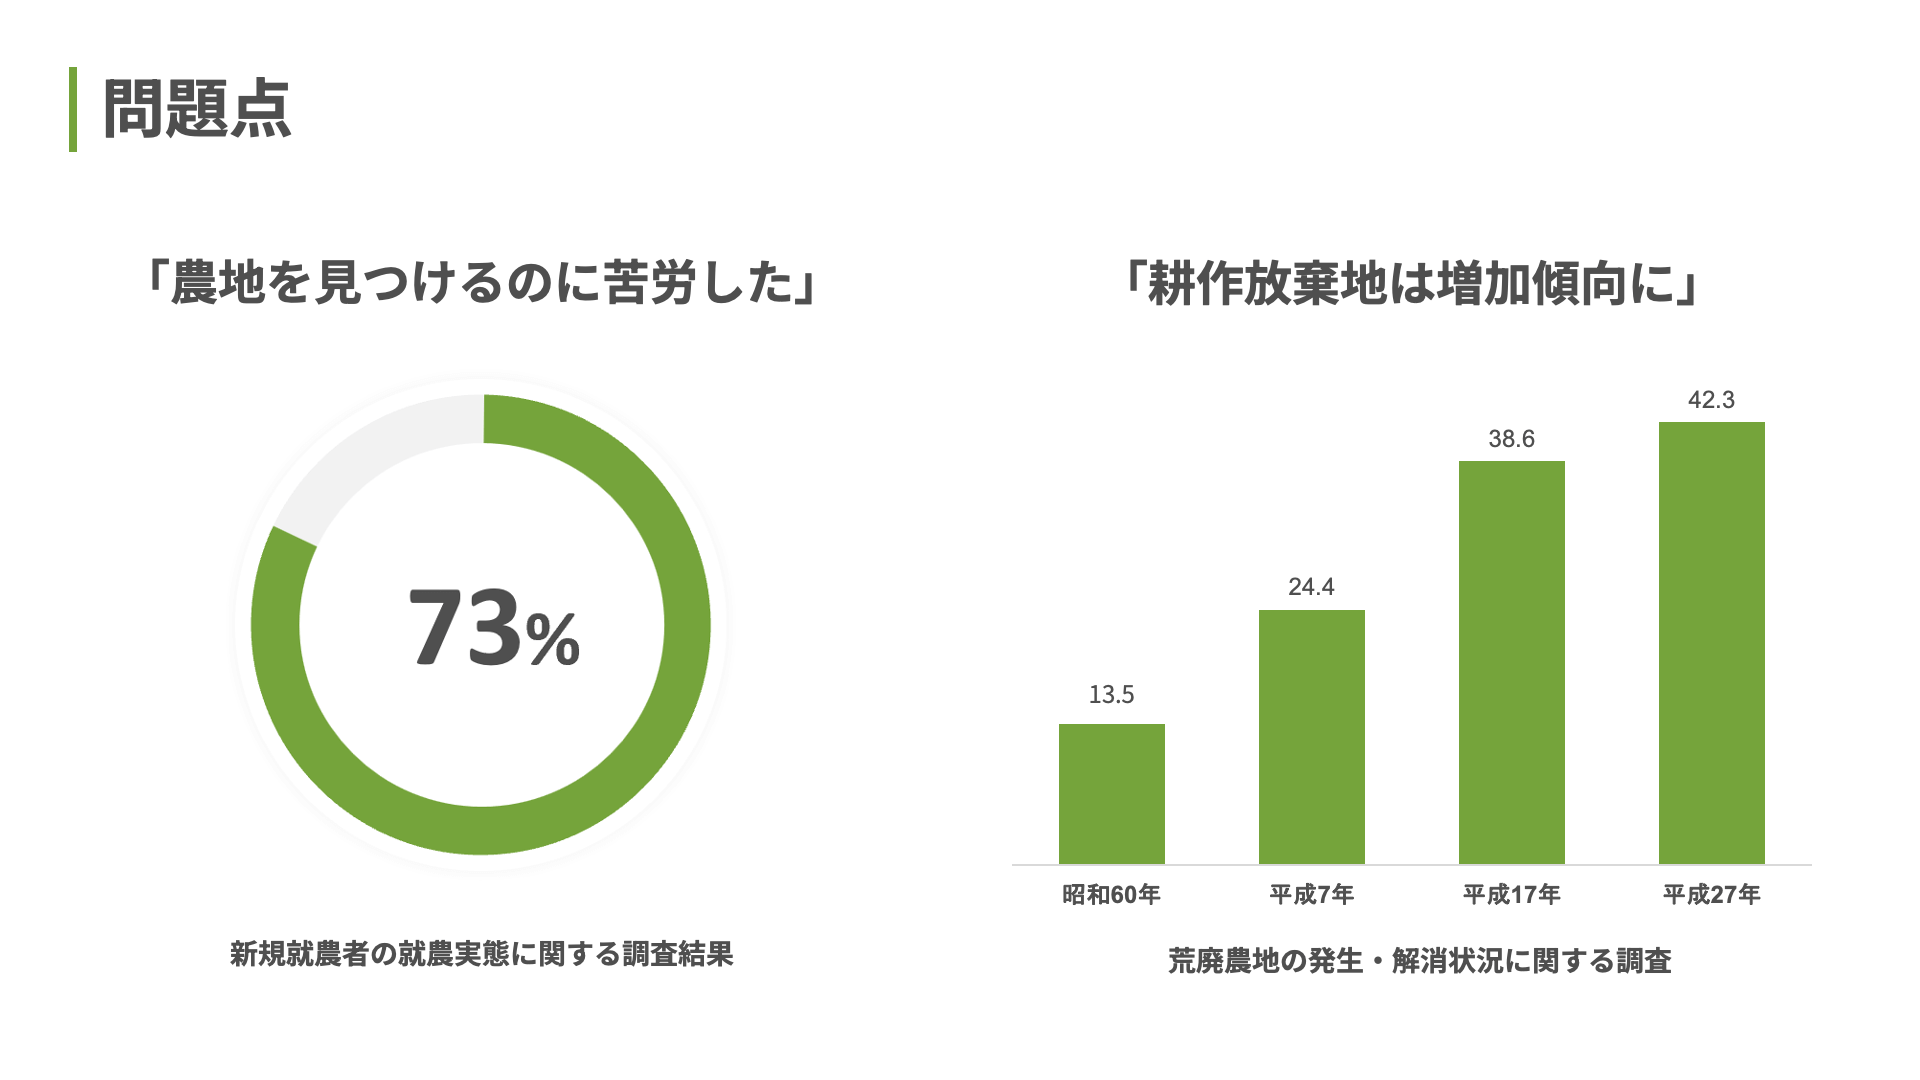 問題点
「農地を見つけるのに苦労した」
73%
新規就農者の就農実態に関する調査結果
「耕作放棄地は増加傾向に」
42.3
38.6
24.4
13.5
昭和60年 平成7年 平成17年 平成27年
荒廃農地の発生・解消状況に関する調査